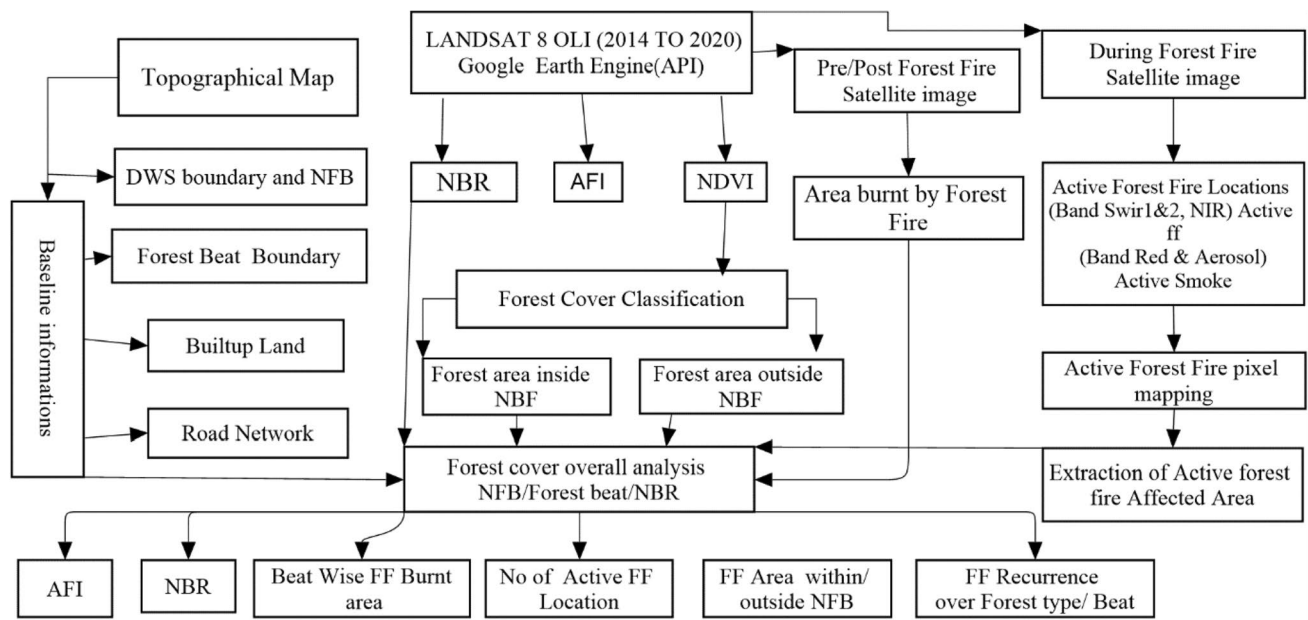 LANDSAT 8 OLI (2014 TO 2020)
Google Earth Engine(API)
Topographical Map
Pre/Post Forest Fire
Satellite image
During Forest Fire
Satellite image
DWS boundary and NFB
NBR
AFI
NDVI
Area burnt by Forest
Fire
Active Forest Fire Locations
(Band Swir1&2, NIR) Active
ff
(Band Red & Aerosol)
Active Smoke
Baseline informations
Forest Beat Boundary
Forest Cover Classification
Builtup Land
Forest area inside
NBF
Forest area outside
NBF
Active Forest Fire pixel
mapping
Road Network
Forest cover overall analysis
NFB/Forest beat/NBR
Extraction of Active forest
fire Affected Area
AFI
NBR
Beat Wise FF Burnt
area
No of Active FF
Location
FF Area within/
outside NFB
FF Recurrence
over Forest type/ Beat